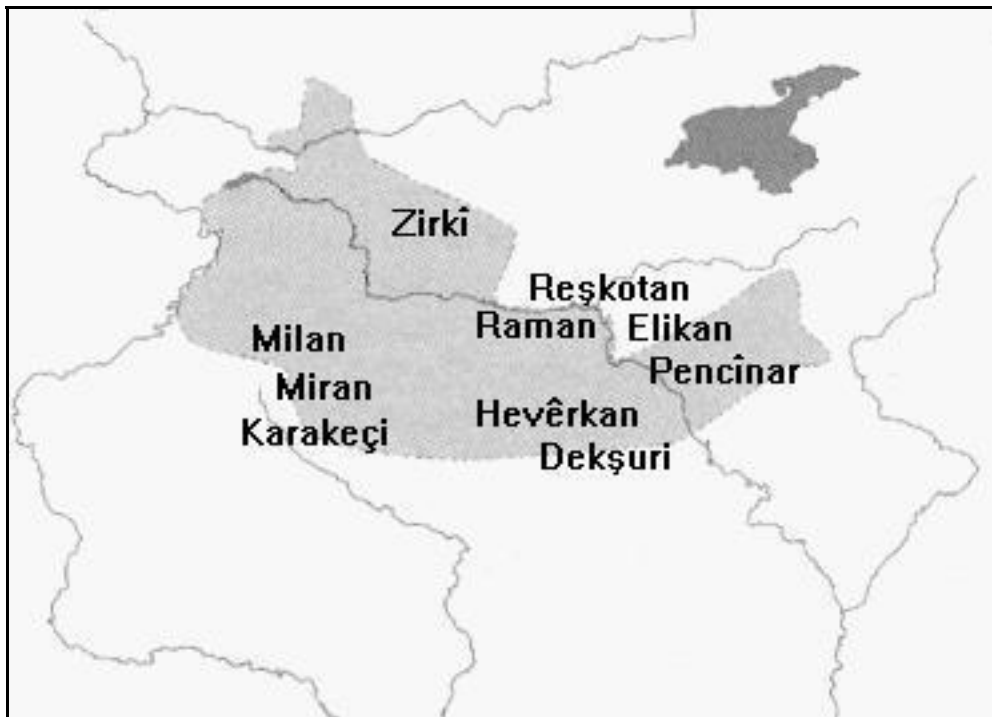 Zirkî
Reşkotan
Raman
Elikan
Milan
Pencînar
Miran
Hevêrkan
Karakeçi
Dekşuri